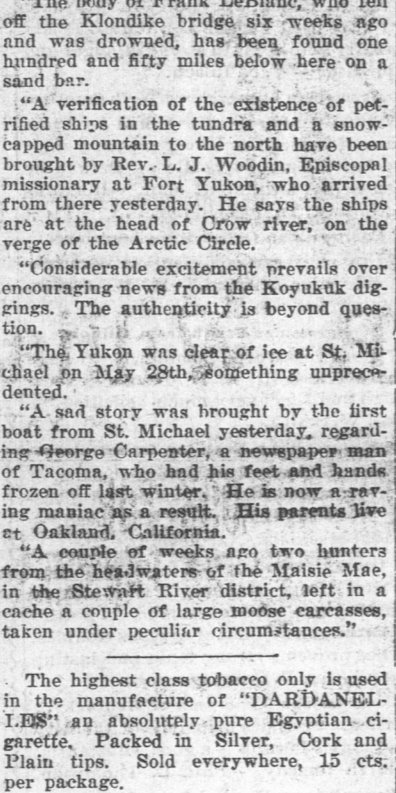 The body of Frank LeBlanc, who fell
off the Klondike bridge six weeks ago
and was drowned, has been found one
hundred and fifty miles below here on a
sand bar.
"A verification of the existence of pet-
rified ships in the tundra and a snow-
capped mountain to the north have been
brought by Rev. L. J. Woodin, Episcopal
missionary at Fort Yukon, who arrived
from there yesterday. He says the ships
are at the head of Crow river, on the
verge of the Arctic Circle.
"Considerable excitement prevails over
encouraging news from the Koyukuk dig-
gings. The authenticity is beyond ques-
tion.
"The Yukon was clear of ice at St. Mi-
chael on May 28th, something unprece-
dented.
"A sad story was brought by the first
boat from St. Michael yesterday, regard-
ing George Carpenter, a newspaper man
of Tacoma, who had his feet and hands
frozen off last winter. He is now a rav-
ing maniac as a result. His parents live
at Oakland, California.
"A couple of weeks ago two hunters
from the headwaters of the Maisie Mae,
in the Stewart River district, left in a
cache a couple of large moose carcasses,
taken under peculiar circumstances."
The highest class tobacco only is used
in the manufacture of "DARDANEL-
LES" an absolutely pure Egyptian ci-
garette. Packed in Silver, Cork and
Plain tips. Sold everywhere, 15 cts.
per package.